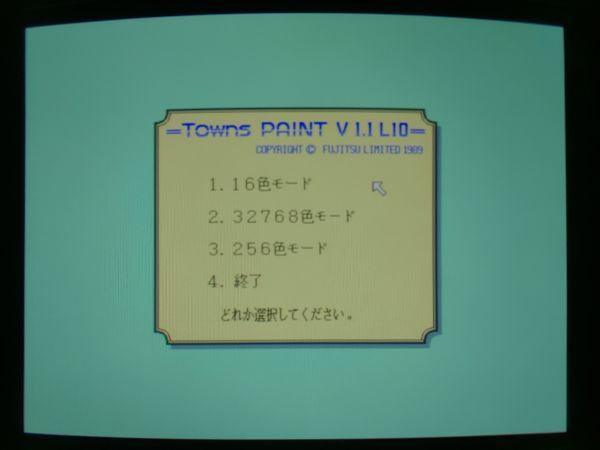 =TOWNS PAINT V1.1 L10=
COPYRIGHT © FUJITSU LIMITED 1989
1.16色モード
2.32768色モード
3.256色モード
4.終了
どれか選択してください。